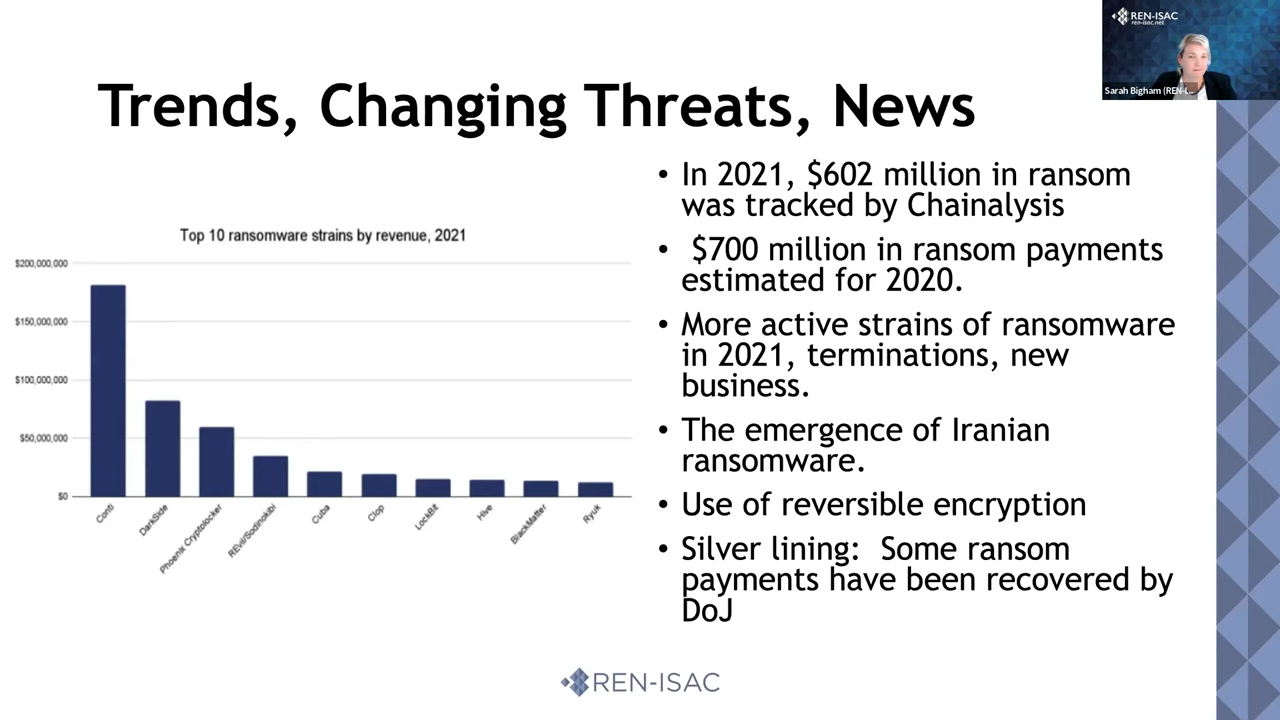 REN-ISAC
ren-isac.net
Sarah Bigham (REN-I...
Trends, Changing Threats, News
Top 10 ransomware strains by revenue, 2021
$200,000,000
$150,000,000
$100,000,000
$50,000,000
$0
Conti
DarkSide
Phoenix Cryptolocker
REvil/Sodinokibi
Cuba
Clop
LockBit
Hive
BlackMatter
Ryuk
• In 2021, $602 million in ransom
was tracked by Chainalysis
• $700 million in ransom payments
estimated for 2020.
• More active strains of ransomware
in 2021, terminations, new
business.
• The emergence of Iranian
ransomware.
• Use of reversible encryption
• Silver lining: Some ransom
payments have been recovered by
DoJ
REN-ISAC